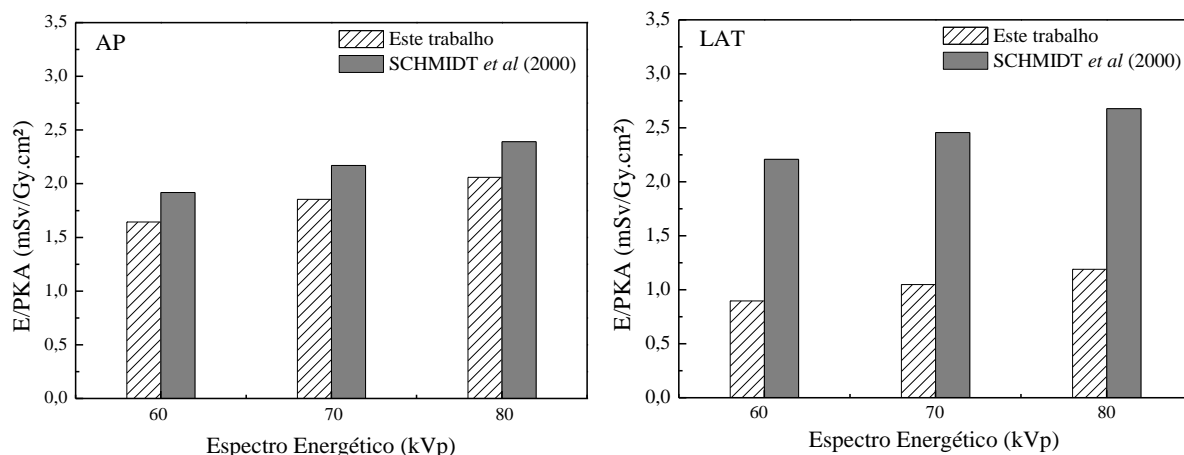 AP
Este trabalho
SCHMIDT et al (2000)
3,5
3,0
2,5
2,0
1,5
1,0
0,5
0,0
E/PKA (mSv/Gy.cm²)
60
70
80
Espectro Energético (kVp)
LAT
Este trabalho
SCHMIDT et al (2000)
3,5
3,0
2,5
2,0
1,5
1,0
0,5
0,0
E/PKA (mSv/Gy.cm²)
60
70
80
Espectro Energético (kVp)